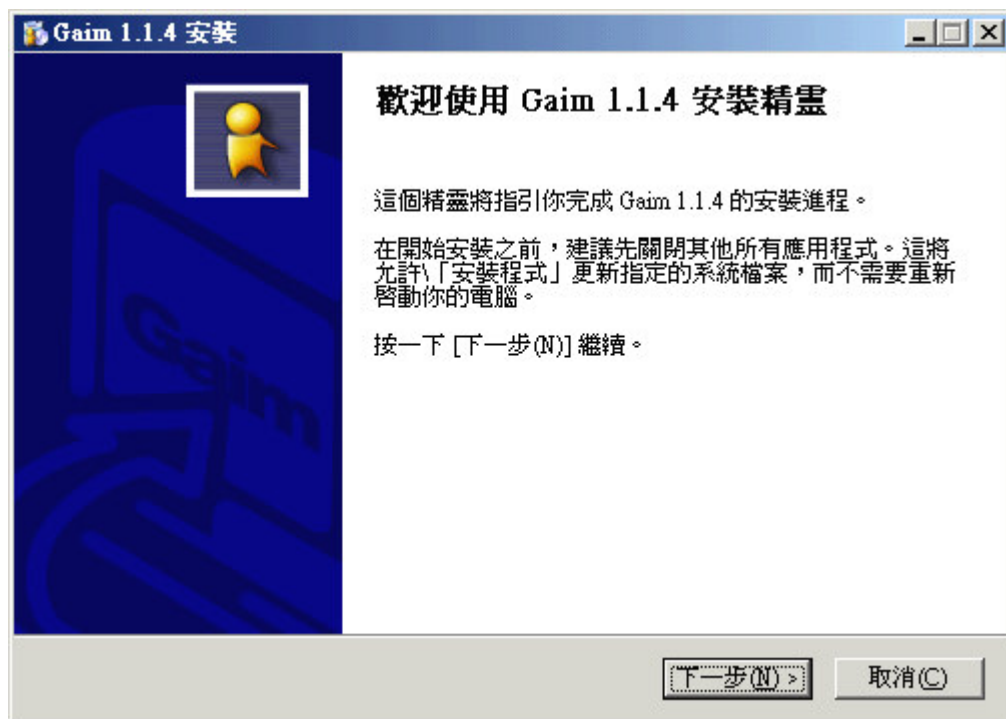 Gaim 1.1.4 安裝
歡迎使用 Gaim 1.1.4 安裝精靈
這個精靈將指引你完成 Gaim 1.1.4 的安裝進程。
在開始安裝之前，建議先關閉其他所有應用程式。這將
允許\「安裝程式」更新指定的系統檔案，而不需要重新
啓動你的電腦。
按一下 [下一步(N)] 繼續。
Gaim
下一步(N) >
取消(C)